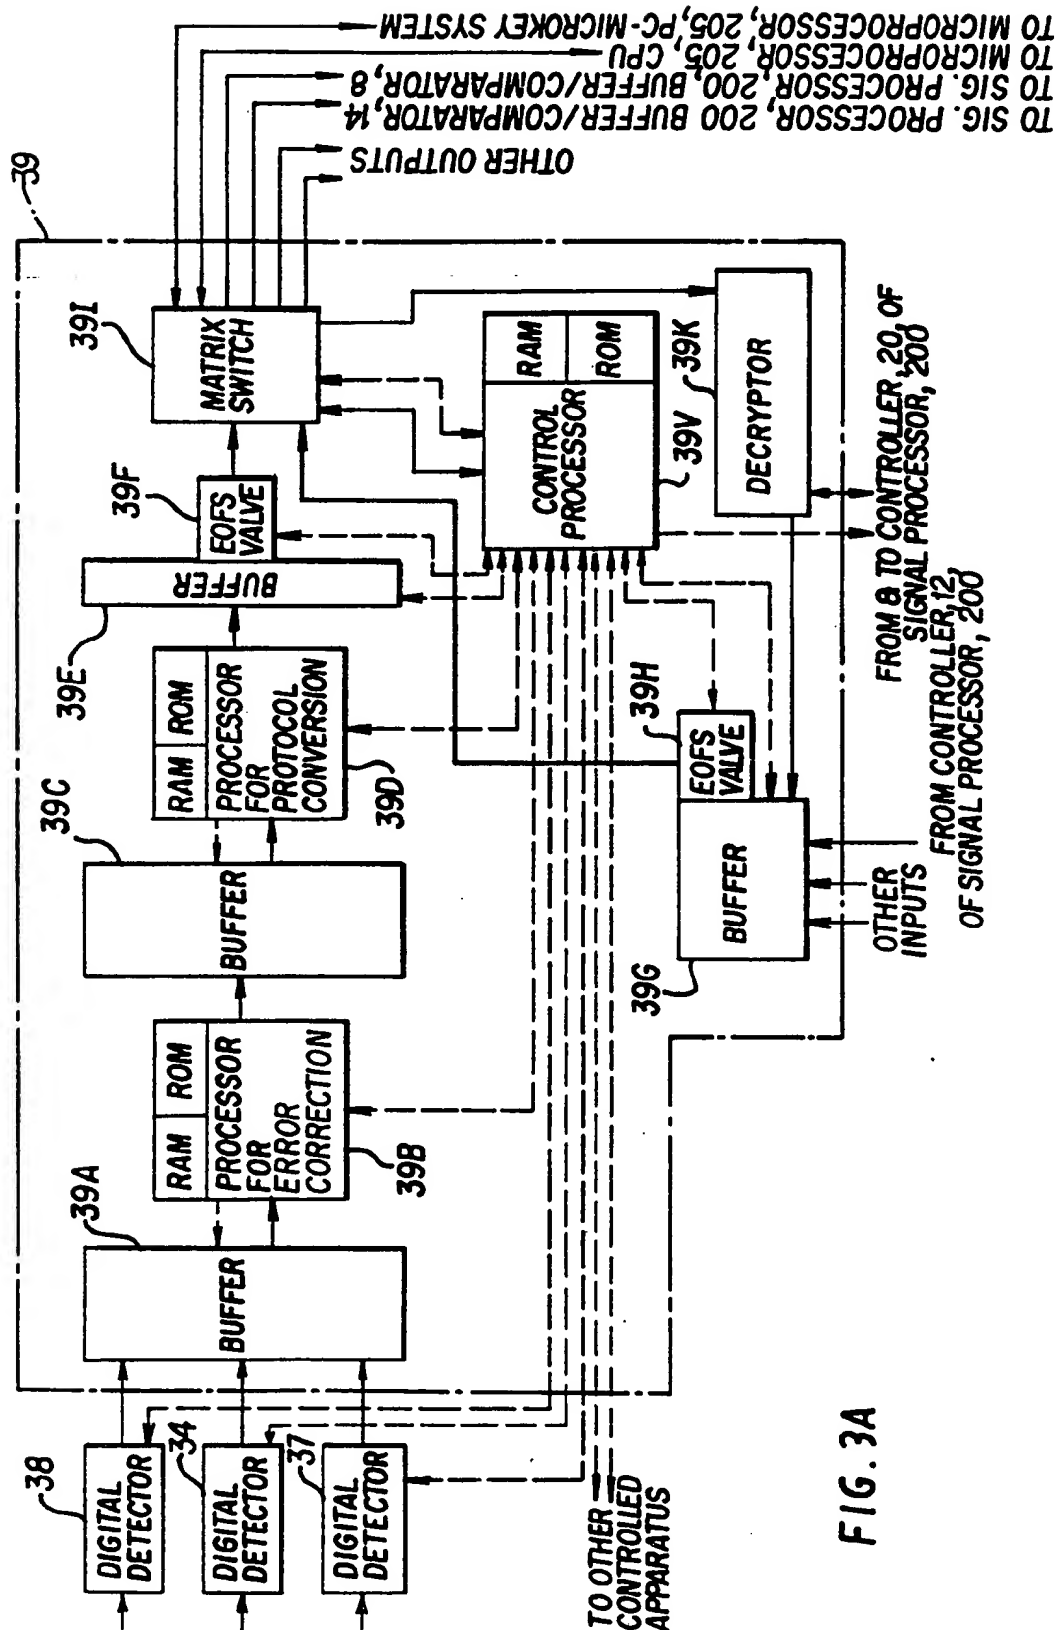 39
TO MICROPROCESSOR, 205, PC-MICROKEY SYSTEM
TO MICROPROCESSOR, 205, CPU
TO SIG. PROCESSOR, 200, BUFFER/COMPARATOR, 8
TO SIG. PROCESSOR, 200 BUFFER/COMPARATOR, 14
OTHER OUTPUTS
38
DIGITAL
DETECTOR
34
DIGITAL
DETECTOR
37
DIGITAL
DETECTOR
39A
BUFFER
RAM
ROM
PROCESSOR
FOR
ERROR
CORRECTION
39B
39C
BUFFER
RAM
ROM
PROCESSOR
FOR
PROTOCOL
CONVERSION
39D
39E
BUFFER
39F
EOFS
VALVE
39I
MATRIX
SWITCH
CONTROL
PROCESSOR
RAM
ROM
39V
39K
DECRYPTOR
39H
EOFS
VALVE
39G
BUFFER
OTHER
INPUTS
FROM CONTROLLER, 12,
OF SIGNAL PROCESSOR, 200
FROM & TO CONTROLLER, 20, OF
SIGNAL PROCESSOR, 200
TO OTHER
CONTROLLED
APPARATUS
FIG. 3A